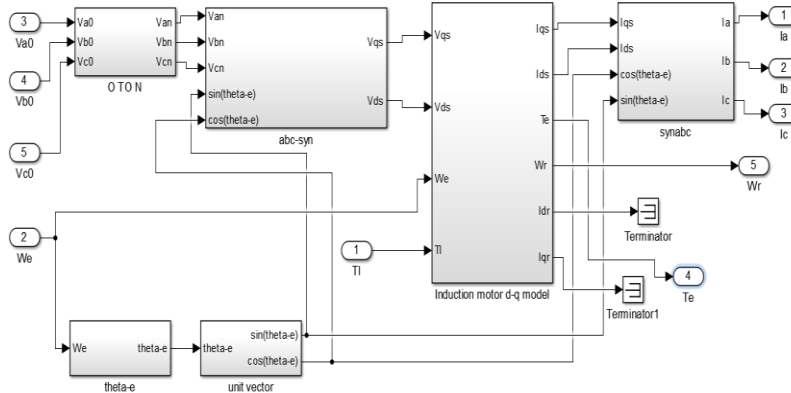 3
Va0
4
Vb0
5
Vc0
2
We
Va0
Vb0
Vc0
Van
Vbn
Vcn
O TO N
Van
Vbn
Vcn
sin(theta-e)
cos(theta-e)
Vqs
Vds
abc-syn
Vqs
Vds
We
Tl
Iqs
Ids
Te
Wr
Idr
Iqr
Induction motor d-q model
1
Tl
Iqs
Ids
cos(theta-e)
sin(theta-e)
Ia
Ib
Ic
synabc
1
Ia
2
Ib
3
Ic
5
Wr
Terminator
4
Te
Terminator1
We
theta-e
theta-e
theta-e
sin(theta-e)
cos(theta-e)
unit vector